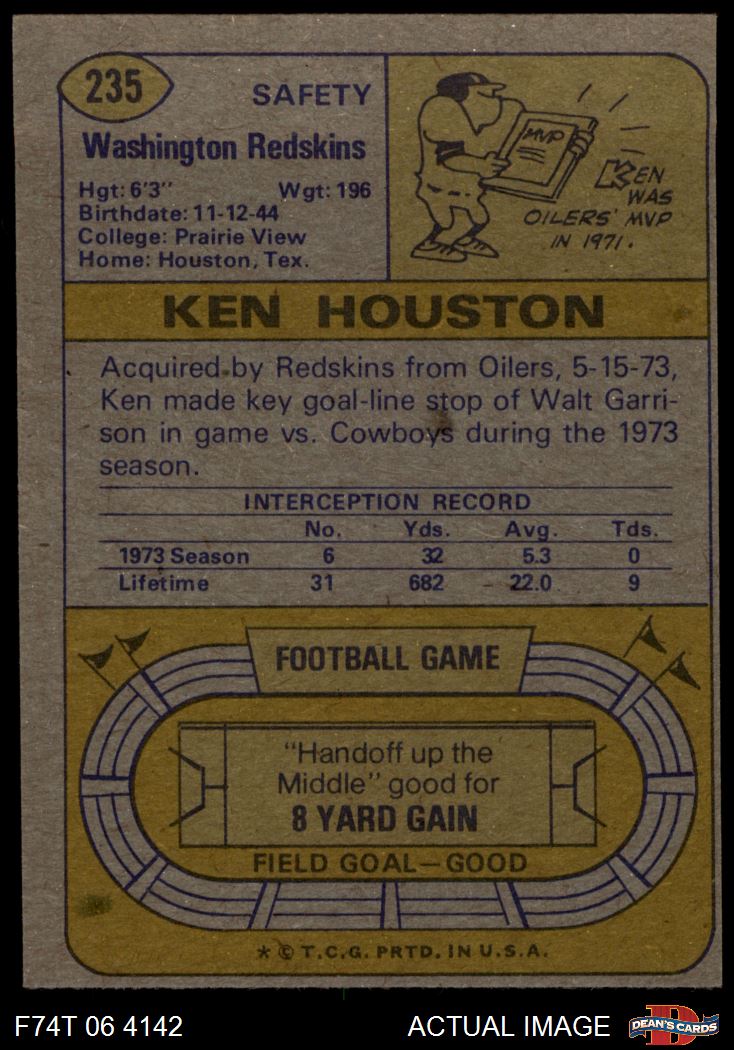 235
SAFETY
Washington Redskins
Hgt: 6'3" Wgt: 196
Birthdate: 11-12-44
College: Prairie View
Home: Houston, Tex.
MVP
KEN
WAS
OILERS' MVP
IN 1971.
KEN HOUSTON
Acquired by Redskins from Oilers, 5-15-73,
Ken made key goal-line stop of Walt Garri-
son in game vs. Cowboys during the 1973
season.
INTERCEPTION RECORD
No. Yds. Avg. Tds.
1973 Season 6 32 5.3 0
Lifetime 31 682 22.0 9
FOOTBALL GAME
"Handoff up the
Middle" good for
8 YARD GAIN
FIELD GOAL—GOOD
* © T.C.G. PRTD. IN U.S.A.
F74T 06 4142 ACTUAL IMAGE DEAN'S CARDS